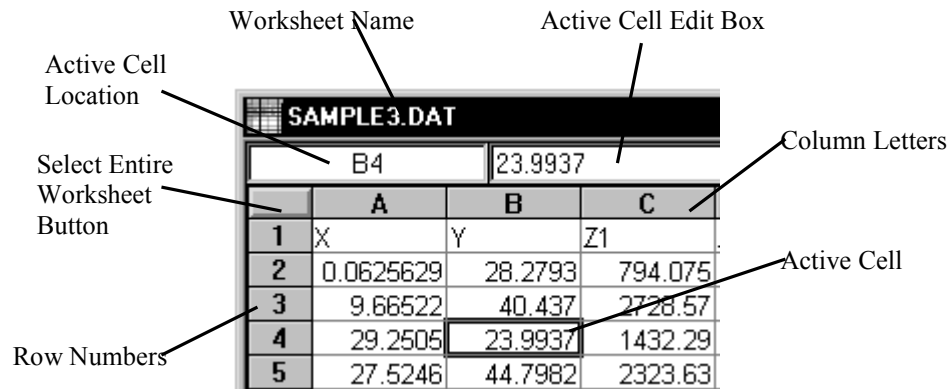 Worksheet Name
Active Cell Edit Box
Active Cell
Location
SAMPLE3.DAT
Column Letters
B4 23.9937
Select Entire
Worksheet
Button
A B C
1 X Y Z1
2 0.0625629 28.2793 794.075
Active Cell
3 9.66522 40.437 2728.57
4 29.2505 23.9937 1432.29
Row Numbers
5 27.5246 44.7982 2323.63